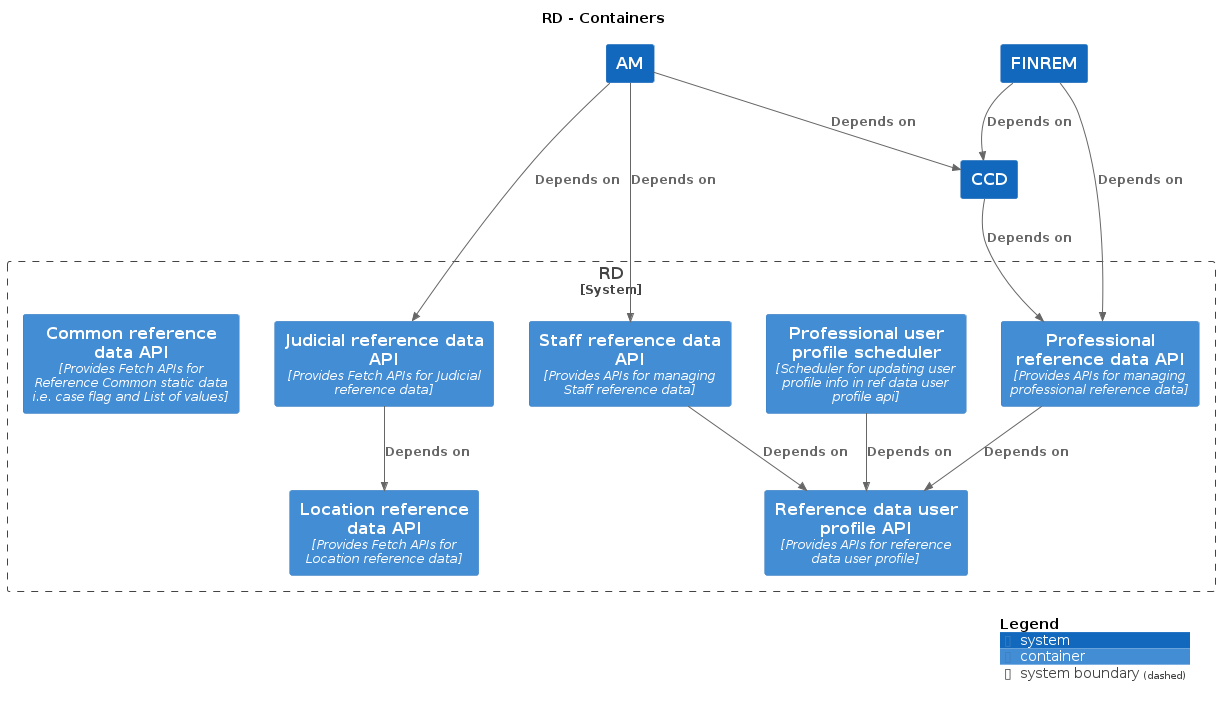 RD - Containers
AM
FINREM
Depends on
Depends on
CCD
Depends on
Depends on
Depends on
Depends on
RD
[System]
Common reference
data API
[Provides Fetch APIs for
Reference Common static data
i.e. case flag and List of values]
Judicial reference data
API
[Provides Fetch APIs for Judicial
reference data]
Staff reference data
API
[Provides APIs for managing
Staff reference data]
Professional user
profile scheduler
[Scheduler for updating user
profile info in ref data user
profile api]
Professional
reference data API
[Provides APIs for managing
professional reference data]
Depends on
Depends on
Depends on
Depends on
Location reference
data API
[Provides Fetch APIs for
Location reference data]
Reference data user
profile API
[Provides APIs for reference
data user profile]
Legend
system
container
system boundary (dashed)